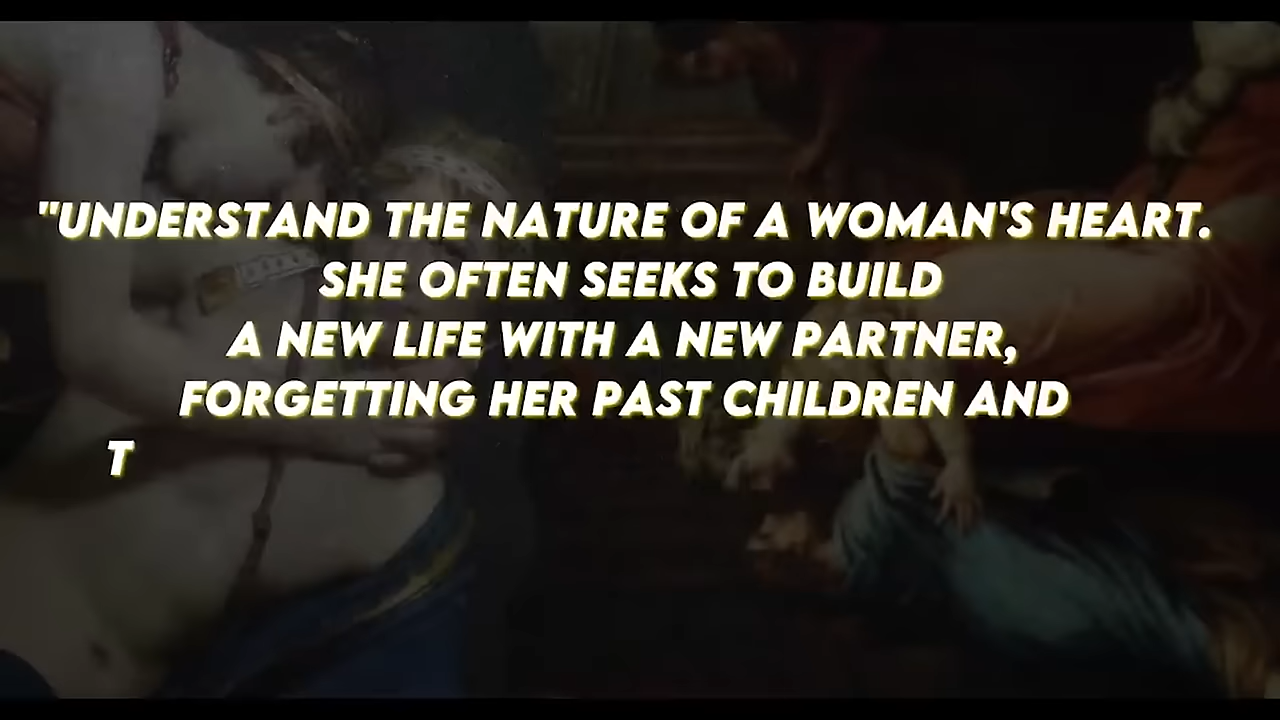 "UNDERSTAND THE NATURE OF A WOMAN'S HEART.
SHE OFTEN SEEKS TO BUILD
A NEW LIFE WITH A NEW PARTNER,
FORGETTING HER PAST CHILDREN AND
T